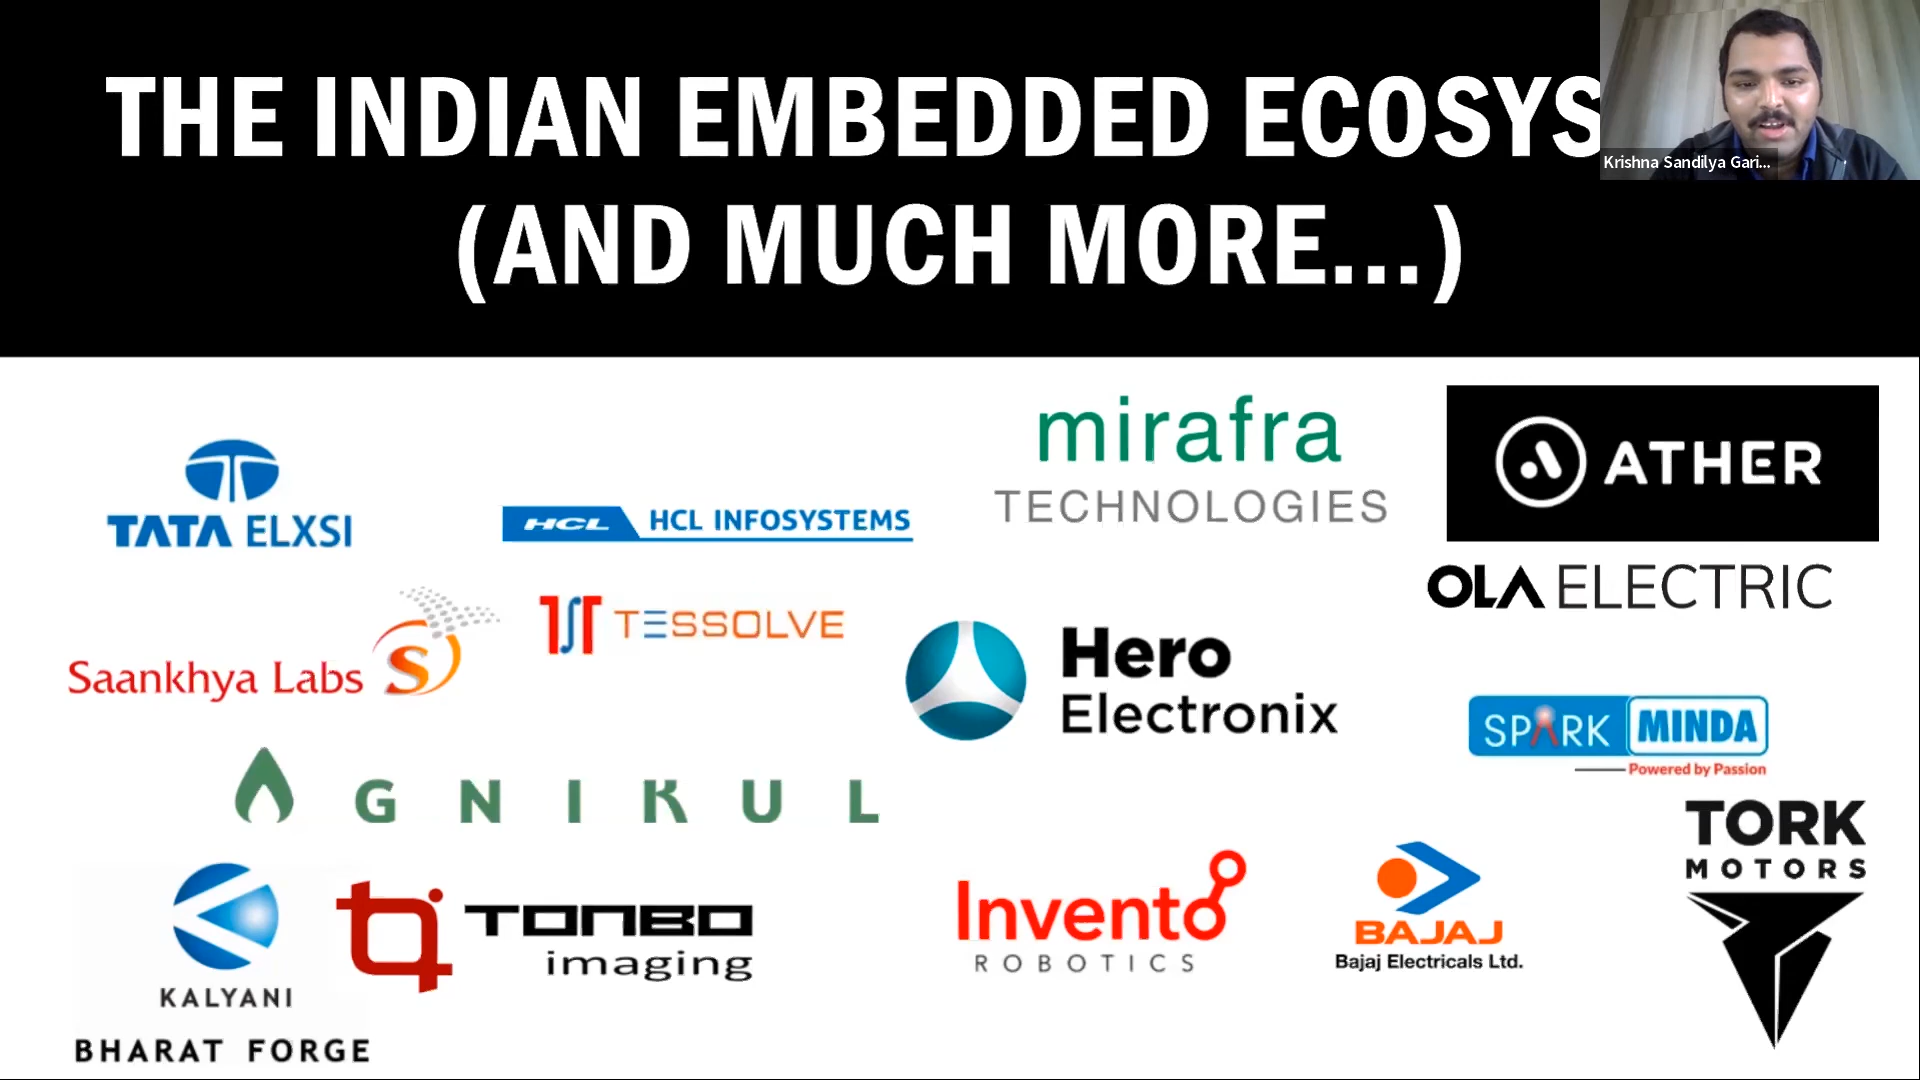 THE INDIAN EMBEDDED ECOSYS
(AND MUCH MORE...)
Krishna Sandilya Gari...
mirafra
TECHNOLOGIES
ATHER
TATA ELXSI
HCL HCL INFOSYSTEMS
OLA ELECTRIC
Saankhya Labs S
TESSOLVE
Hero
Electronix
SPARK MINDA
Powered by Passion
AGNIKUL
TORK
MOTORS
KALYANI
BHARAT FORGE
TONBO
imaging
Invento
ROBOTICS
BAJAJ
Bajaj Electricals Ltd.